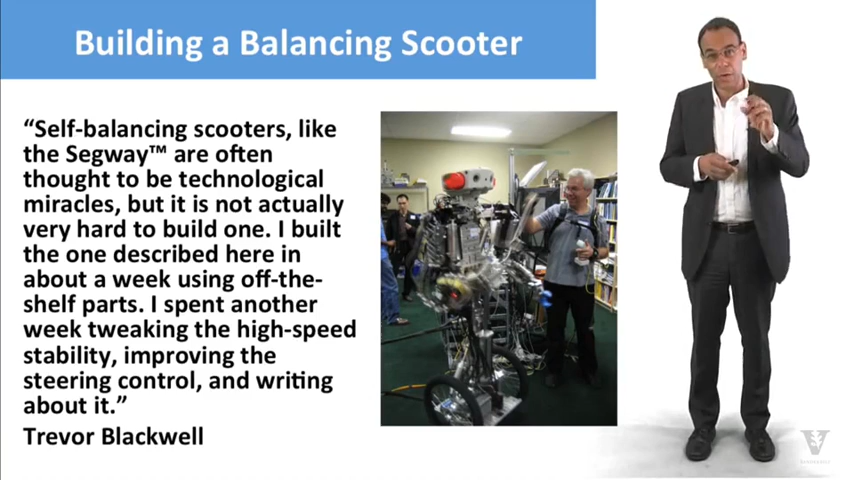 Building a Balancing Scooter
“Self-balancing scooters, like
the Segway™ are often
thought to be technological
miracles, but it is not actually
very hard to build one. I built
the one described here in
about a week using off-the-
shelf parts. I spent another
week tweaking the high-speed
stability, improving the
steering control, and writing
about it.”
Trevor Blackwell
V
VANDERBILT